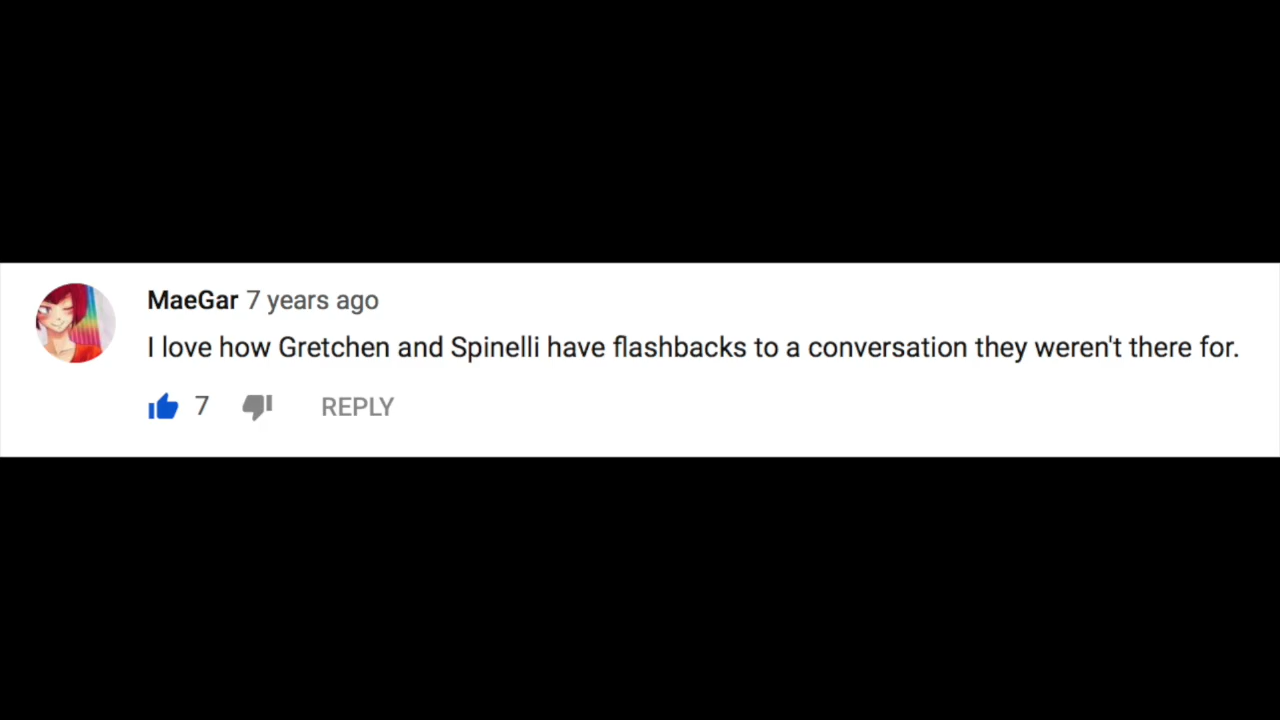 MaeGar 7 years ago
I love how Gretchen and Spinelli have flashbacks to a conversation they weren't there for.
7 REPLY